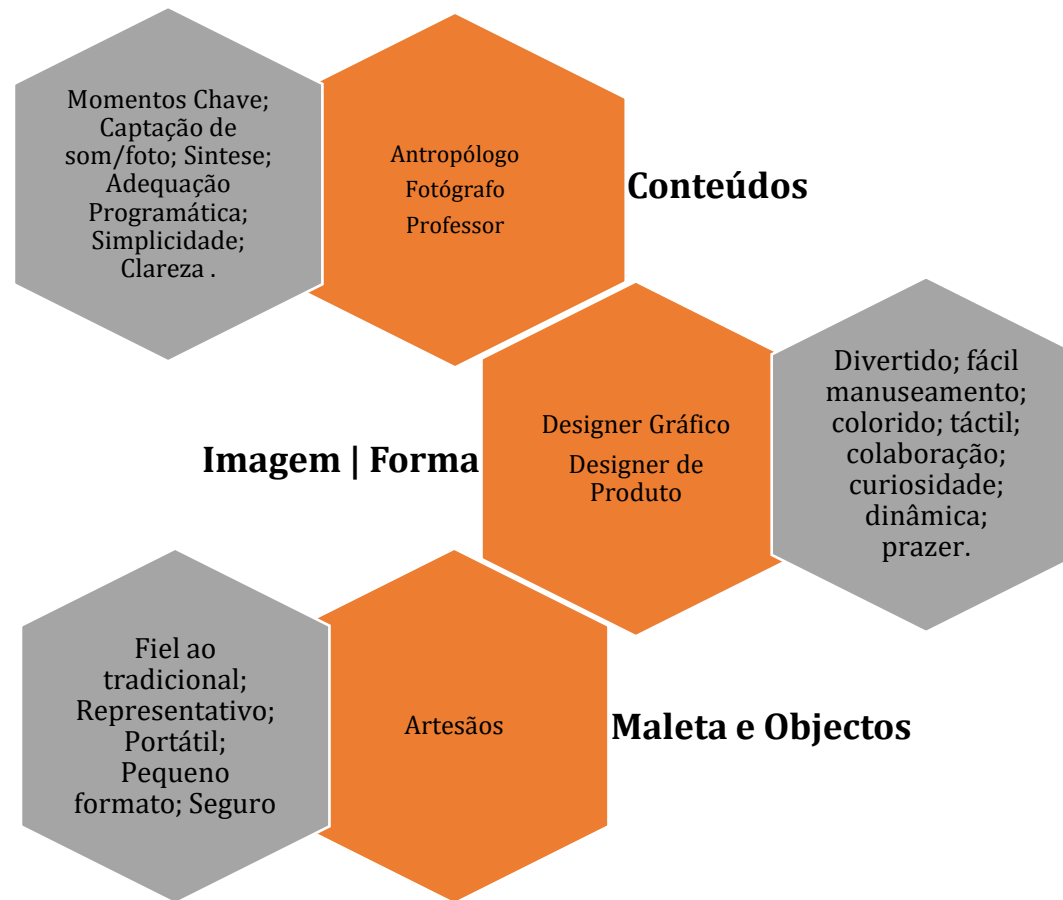 Momentos Chave;
Captação de
som/foto; Sintese;
Adequação
Programática;
Simplicidade;
Clareza .
Antropólogo
Fotógrafo
Professor
Conteúdos
Imagem | Forma
Designer Gráfico
Designer de
Produto
Divertido; fácil
manuseamento;
colorido; táctil;
colaboração;
curiosidade;
dinâmica;
prazer.
Fiel ao
tradicional;
Representativo;
Portátil;
Pequeno
formato; Seguro
Artesãos
Maleta e Objectos